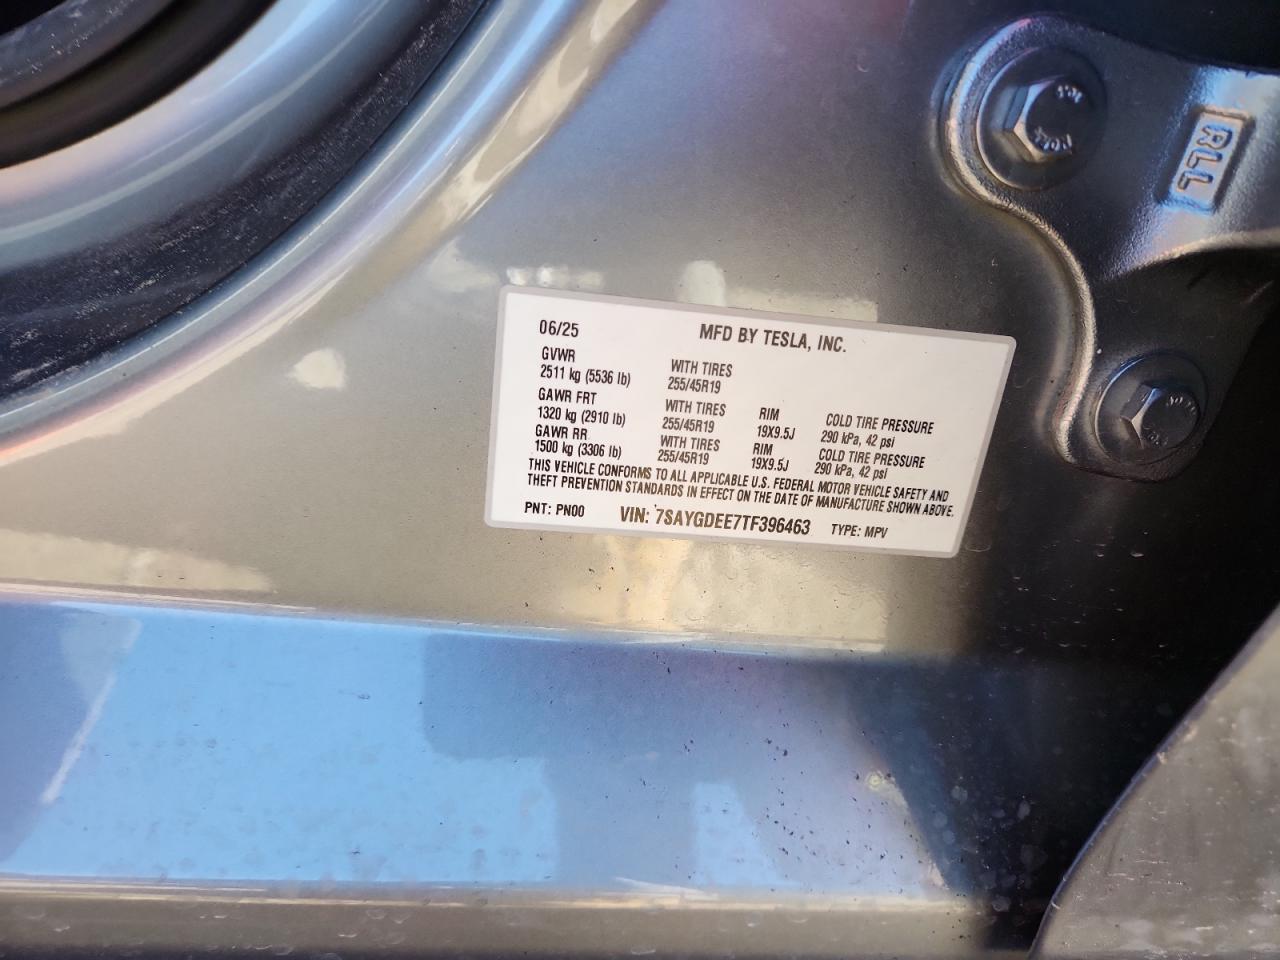 06/25 MFD BY TESLA, INC.
GVWR
2511 kg (5536 lb)
WITH TIRES
255/45R19
GAWR FRT
1320 kg (2910 lb)
WITH TIRES
255/45R19
RIM
19X9.5J
COLD TIRE PRESSURE
290 kPa, 42 psi
GAWR RR
1500 kg (3306 lb)
WITH TIRES
255/45R19
RIM
19X9.5J
COLD TIRE PRESSURE
290 kPa, 42 psi
THIS VEHICLE CONFORMS TO ALL APPLICABLE U.S. FEDERAL MOTOR VEHICLE SAFETY AND
THEFT PREVENTION STANDARDS IN EFFECT ON THE DATE OF MANUFACTURE SHOWN ABOVE.
PNT: PN00 VIN: 7SAYGDEE7TF396463 TYPE: MPV
RLL